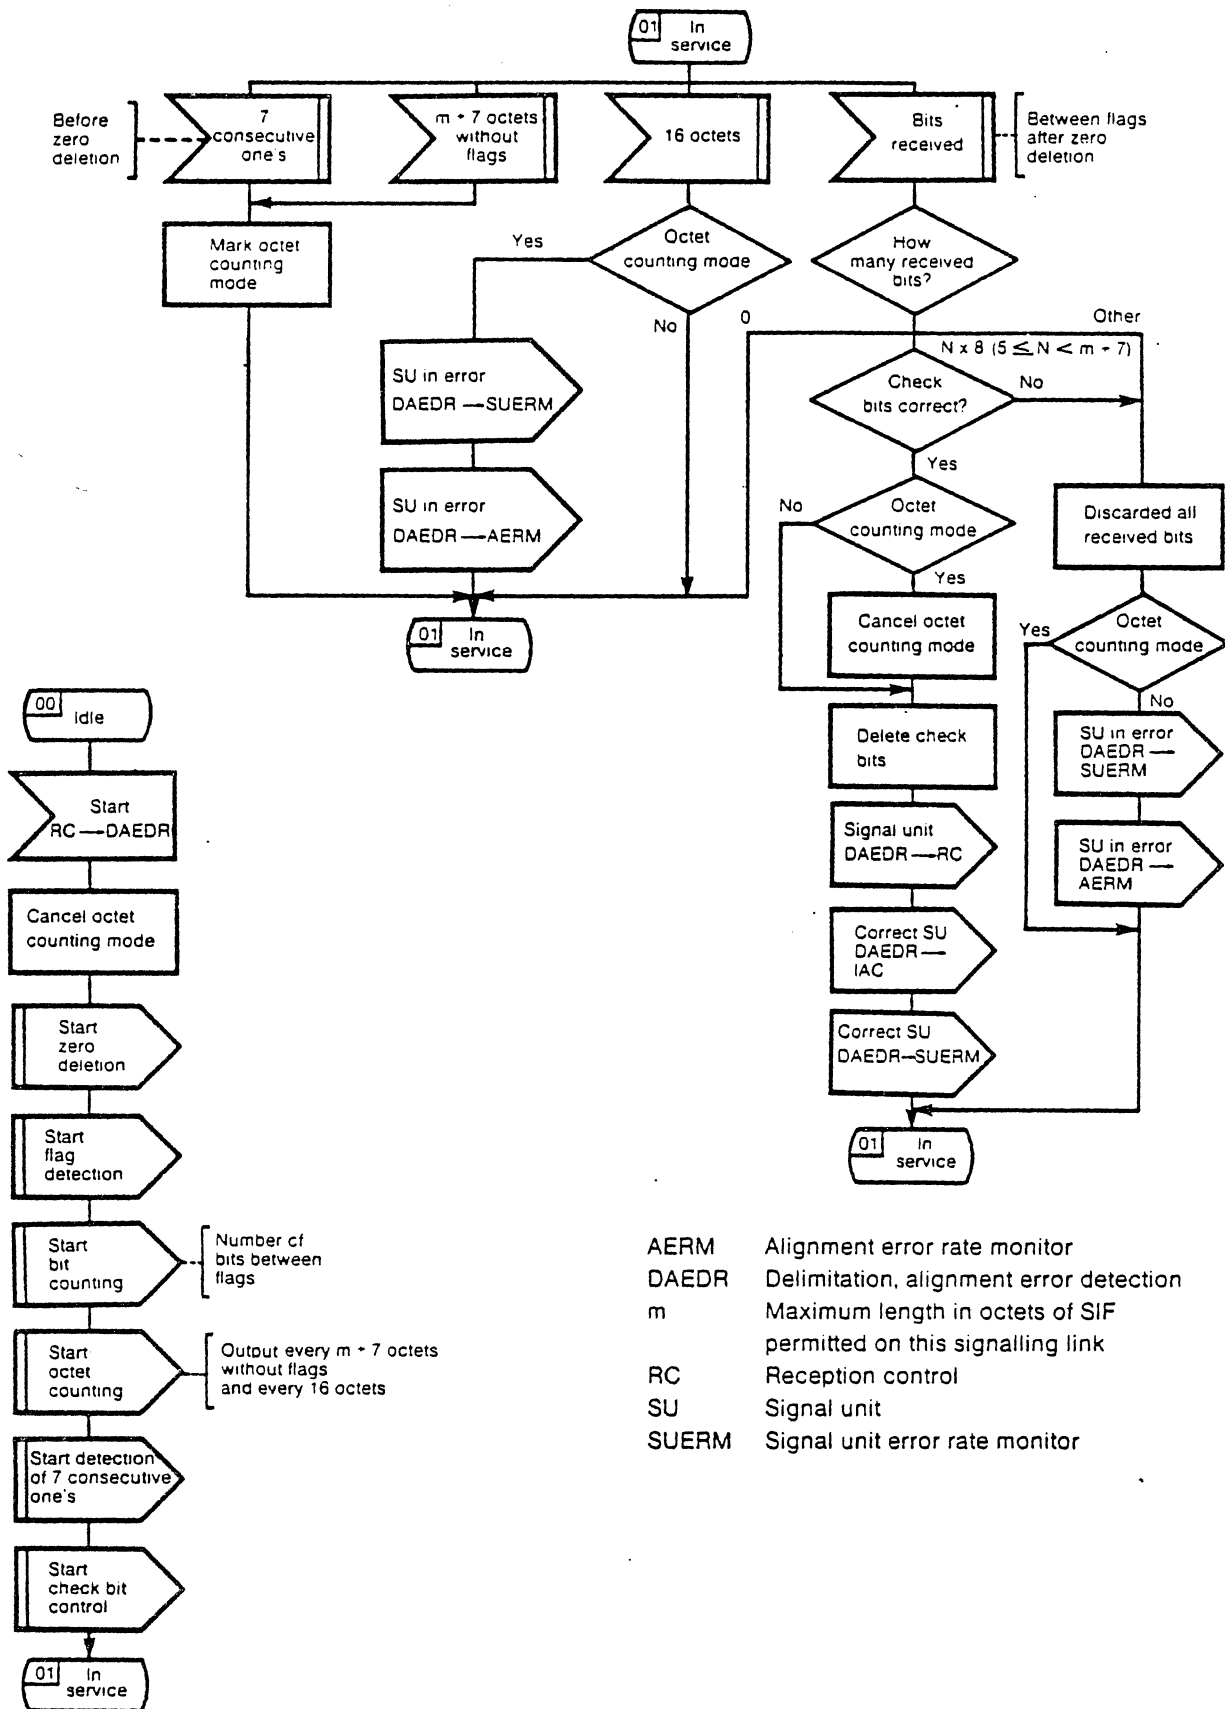 01 In
service
Before
zero
deletion
7
consecutive
one's
m + 7 octets
without
flags
16 octets
Bits
received
Between flags
after zero
deletion
Mark octet
counting
mode
Yes
Octet
counting mode
No
How
many received
bits?
0
Other
N x 8 (5 ≤ N < m + 7)
SU in error
DAEDR → SUERM
SU in error
DAEDR → AERM
01 In
service
Check
bits correct?
No
Yes
No
Octet
counting mode
Yes
Cancel octet
counting mode
Delete check
bits
Signal unit
DAEDR → RC
Correct SU
DAEDR →
IAC
Correct SU
DAEDR → SUERM
Discarded all
received bits
Yes
Octet
counting mode
No
SU in error
DAEDR →
SUERM
SU in error
DAEDR →
AERM
01 In
service
00
Idle
Start
RC → DAEDR
Cancel octet
counting mode
Start
zero
deletion
Start
flag
detection
Start
bit
counting
Number of
bits between
flags
Start
octet
counting
Output every m + 7 octets
without flags
and every 16 octets
Start detection
of 7 consecutive
one's
Start
check bit
control
01 In
service
AERM Alignment error rate monitor
DAEDR Delimitation, alignment error detection
m Maximum length in octets of SIF
permitted on this signalling link
RC Reception control
SU Signal unit
SUERM Signal unit error rate monitor